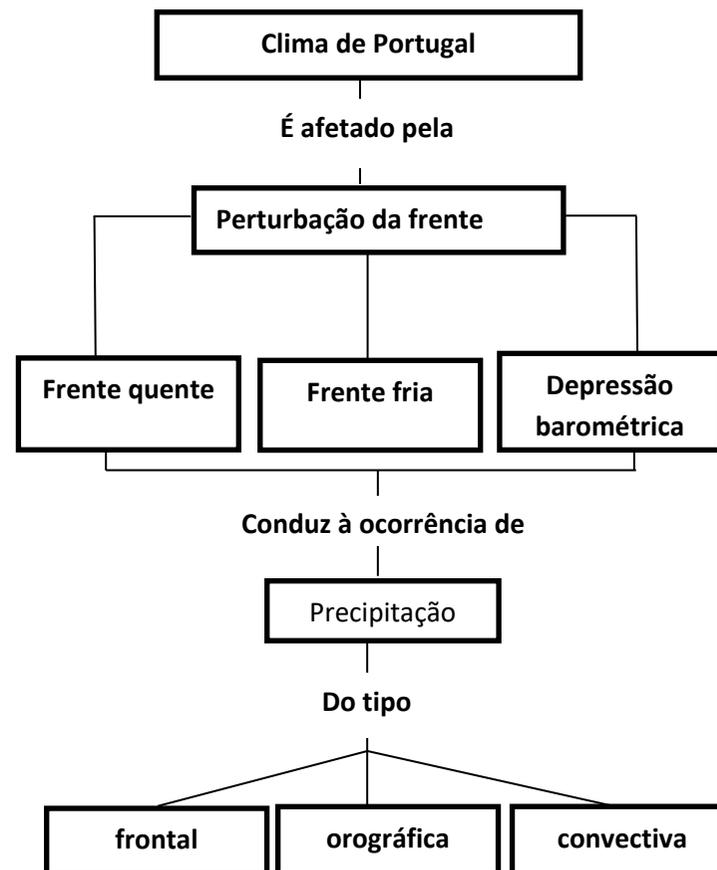 Clima de Portugal
É afetado pela
Perturbação da frente
Frente quente
Frente fria
Depressão
barométrica
Conduz à ocorrência de
Precipitação
Do tipo
frontal
orográfica
convectiva